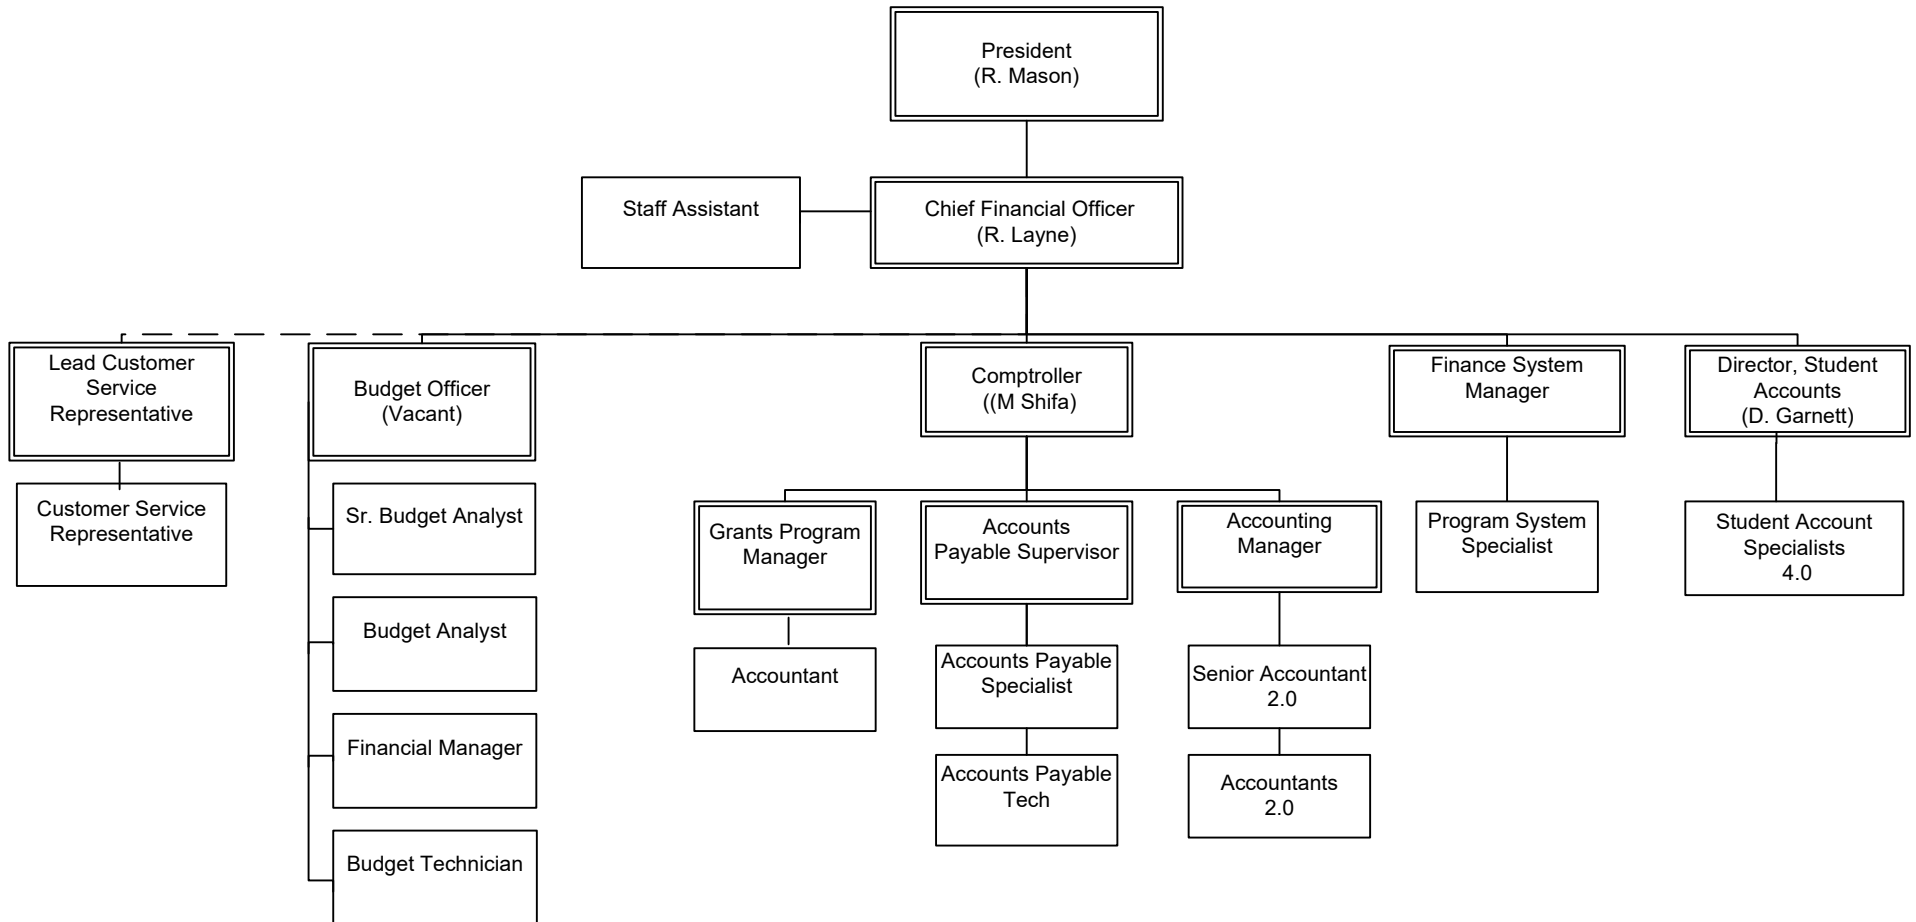 President
(R. Mason)
Staff Assistant
Chief Financial Officer
(R. Layne)
Lead Customer
Service
Representative
Budget Officer
(Vacant)
Comptroller
((M Shifa)
Finance System
Manager
Director, Student
Accounts
(D. Garnett)
Customer Service
Representative
Sr. Budget Analyst
Budget Analyst
Financial Manager
Budget Technician
Grants Program
Manager
Accountant
Accounts
Payable Supervisor
Accounts Payable
Specialist
Accounts Payable
Tech
Accounting
Manager
Senior Accountant
2.0
Accountants
2.0
Program System
Specialist
Student Account
Specialists
4.0